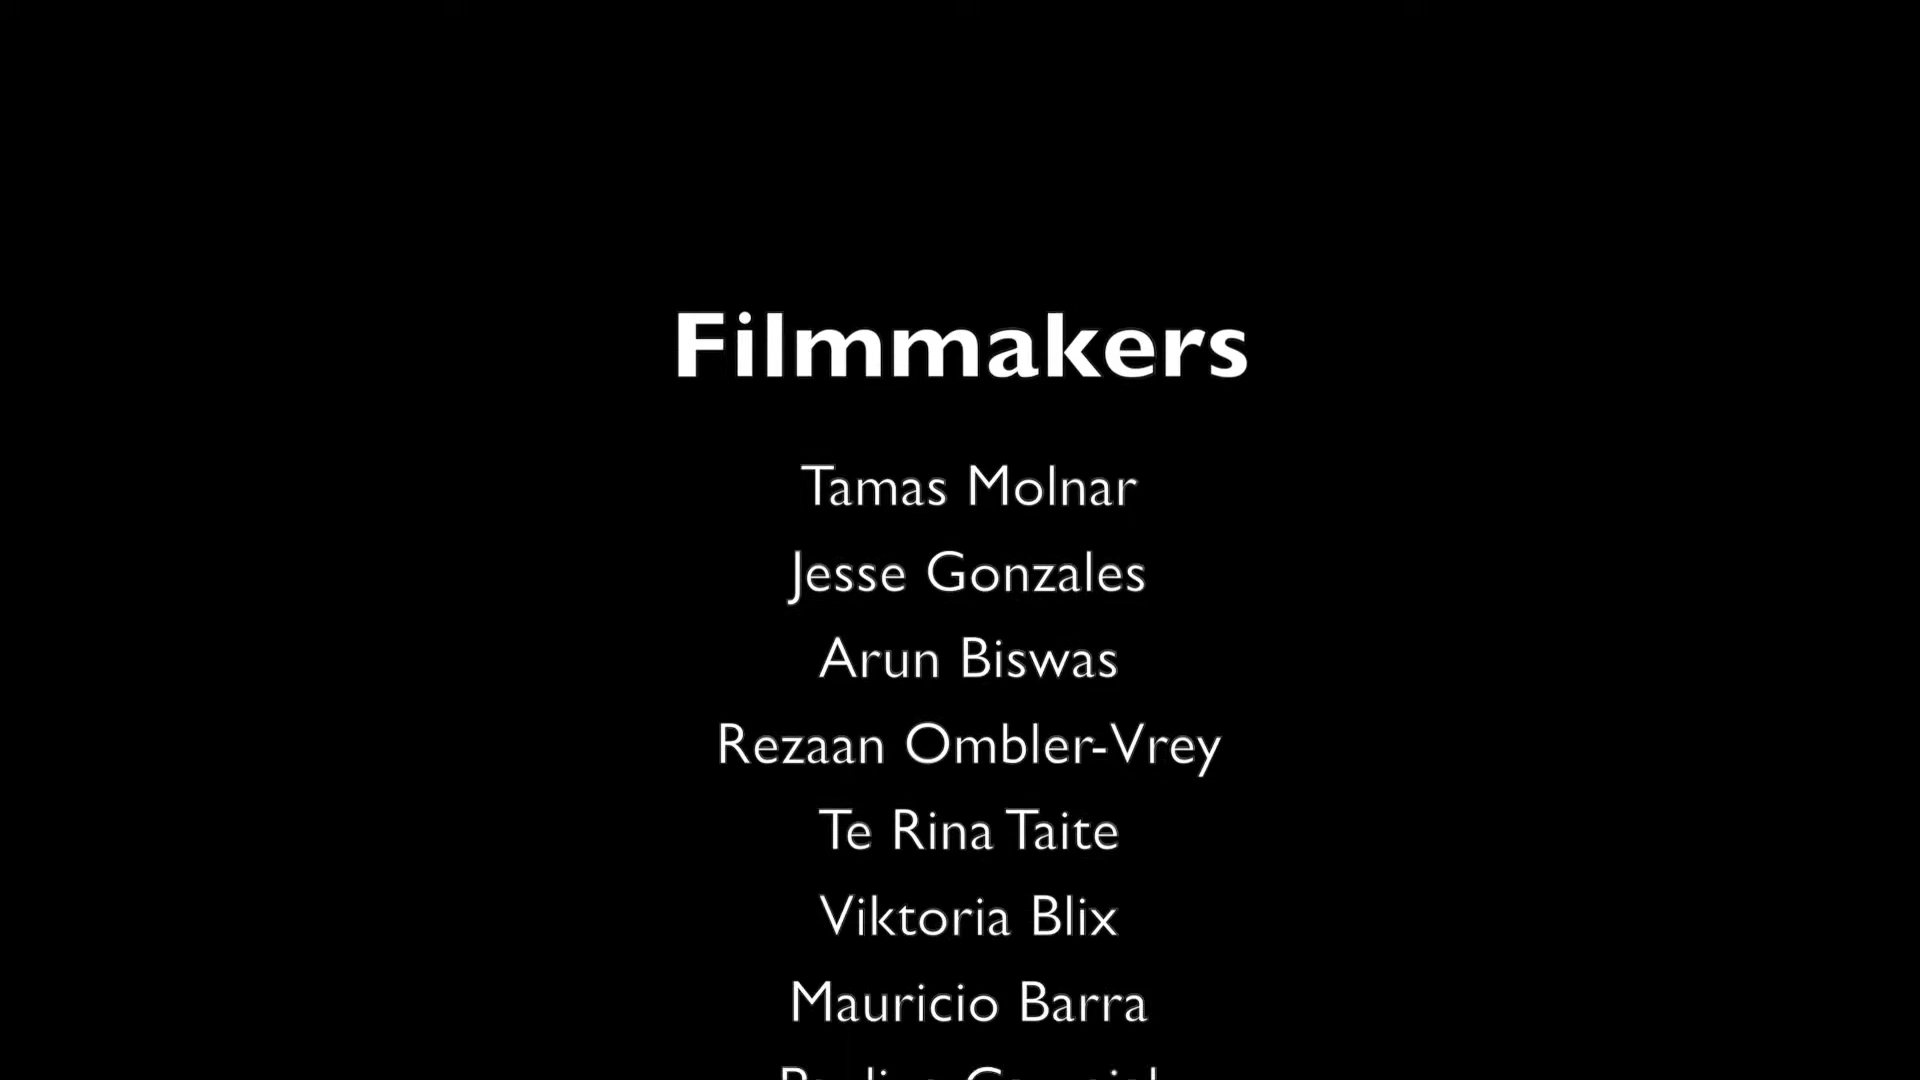 Filmmakers
Tamas Molnar
Jesse Gonzales
Arun Biswas
Rezaan Ombler-Vrey
Te Rina Taite
Viktoria Blix
Mauricio Barra